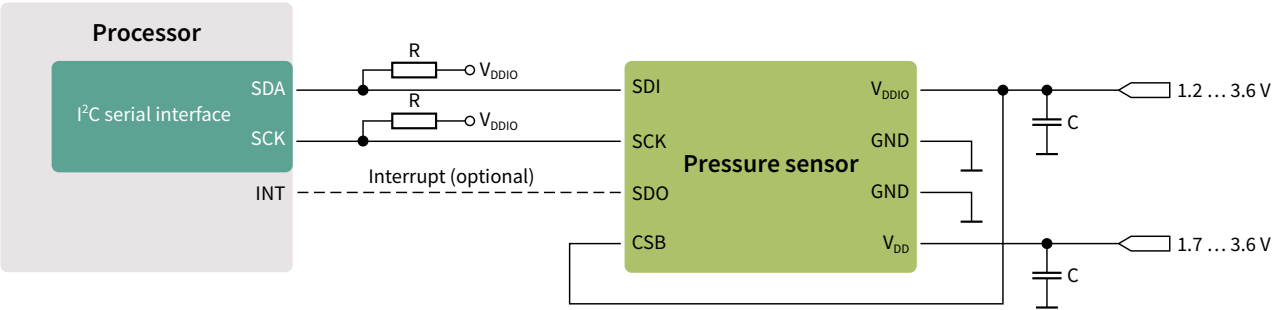 Processor
I²C serial interface
SDA
SCK
INT
R
V_DDIO
R
V_DDIO
Interrupt (optional)
SDI
SCK
SDO
CSB
Pressure sensor
V_DDIO
GND
GND
V_DD
1.2 … 3.6 V
C
1.7 … 3.6 V
C